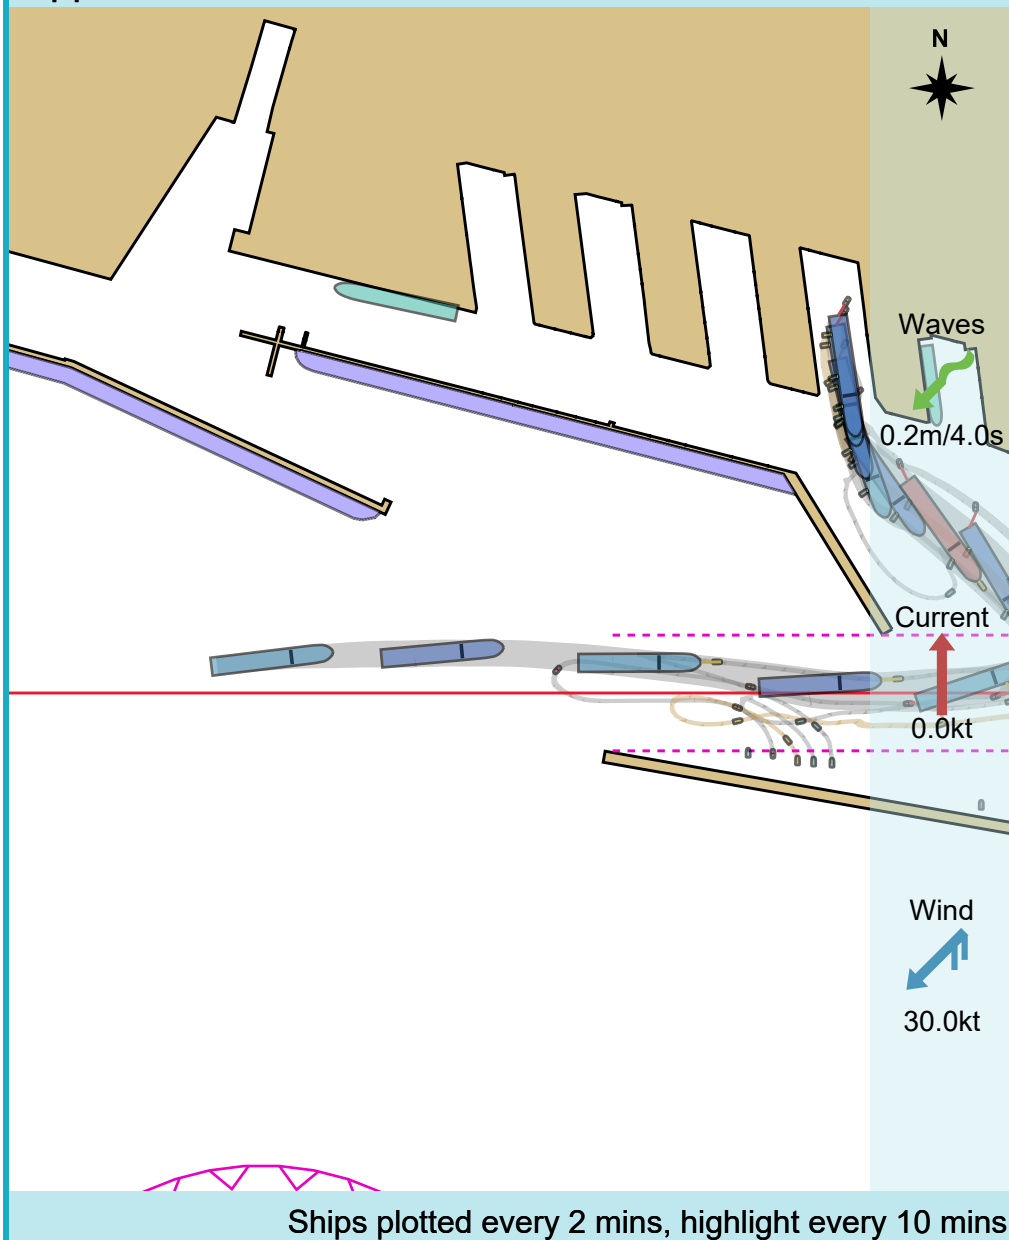 N
Waves
0.2m/4.0s
Current
0.0kt
Wind
30.0kt
Ships plotted every 2 mins, highlight every 10 mins